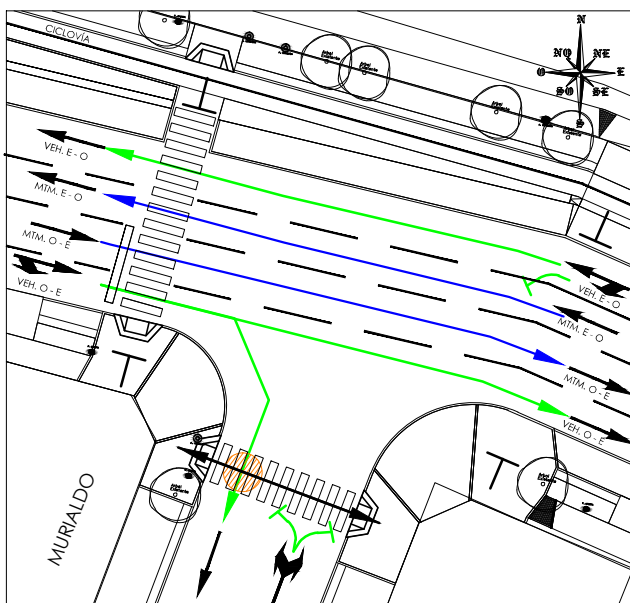 CICLOVÍA
N
NO
NE
O
E
SO
SE
S
VEH. E - O
MTM. E - O
MTM. O - E
VEH. O - E
VEH. E - O
MTM. E - O
MTM. O - E
VEH. O - E
MURIALDO